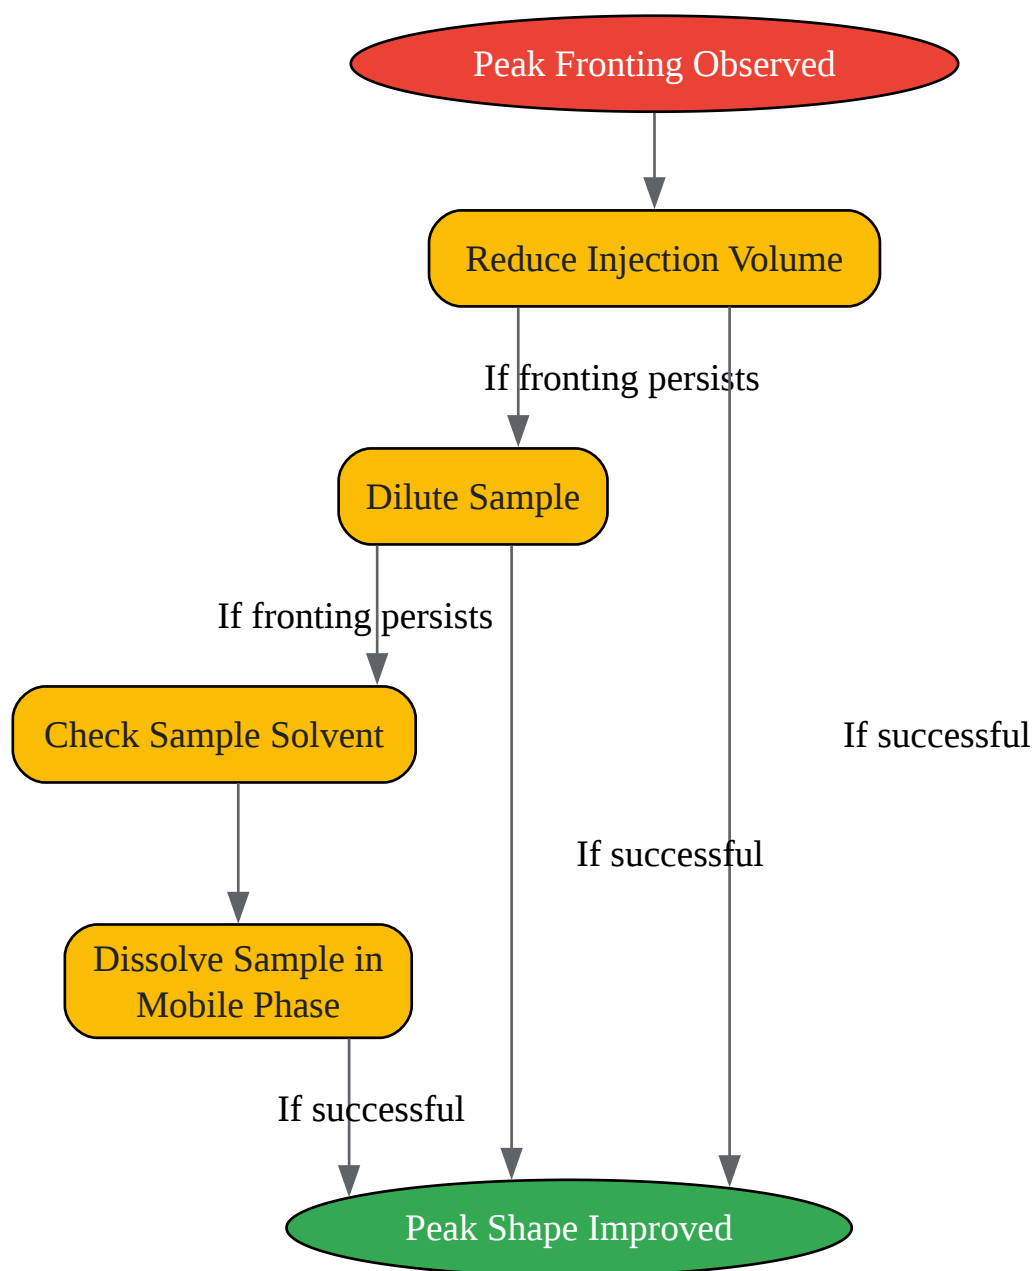 Peak Fronting Observed
Reduce Injection Volume
If fronting persists
Dilute Sample
If fronting persists
Check Sample Solvent
If successful
If successful
Dissolve Sample in
Mobile Phase
If successful
Peak Shape Improved